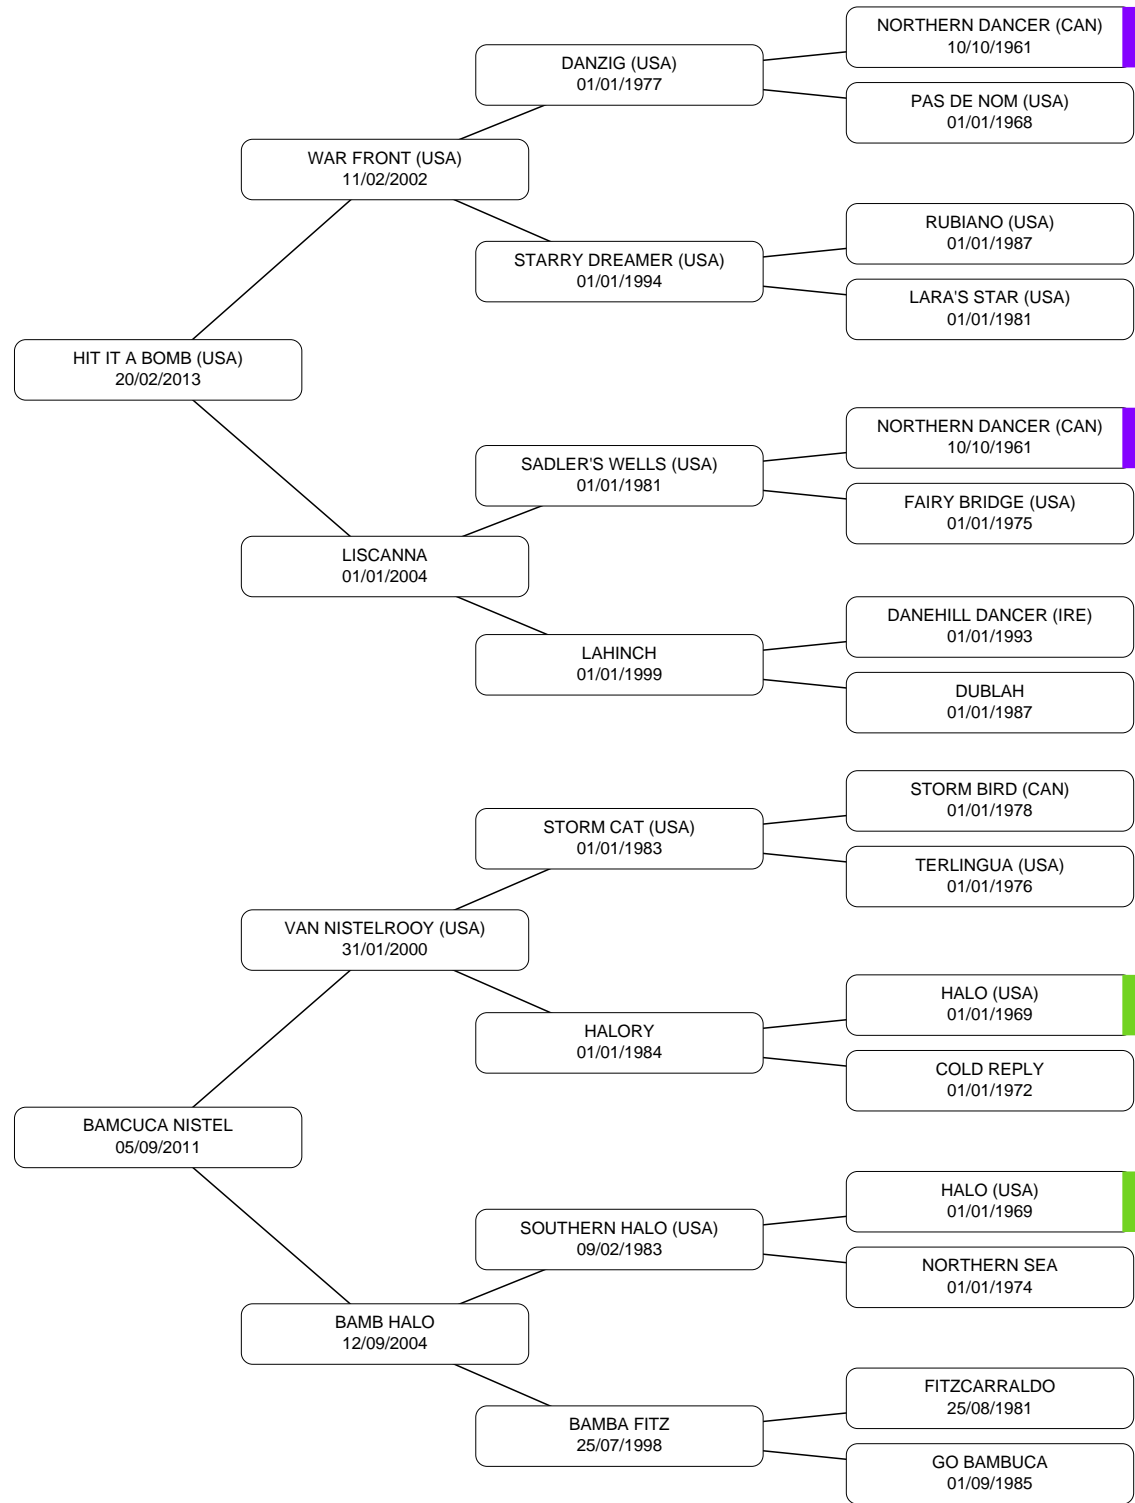 NORTHERN DANCER (CAN)
10/10/1961
DANZIG (USA)
01/01/1977
PAS DE NOM (USA)
01/01/1968
WAR FRONT (USA)
11/02/2002
RUBIANO (USA)
01/01/1987
STARRY DREAMER (USA)
01/01/1994
LARA'S STAR (USA)
01/01/1981
HIT IT A BOMB (USA)
20/02/2013
NORTHERN DANCER (CAN)
10/10/1961
SADLER'S WELLS (USA)
01/01/1981
FAIRY BRIDGE (USA)
01/01/1975
LISCANNA
01/01/2004
DANEHILL DANCER (IRE)
01/01/1993
LAHINCH
01/01/1999
DUBLAH
01/01/1987
STORM BIRD (CAN)
01/01/1978
STORM CAT (USA)
01/01/1983
TERLINGUA (USA)
01/01/1976
VAN NISTELROOY (USA)
31/01/2000
HALO (USA)
01/01/1969
HALORY
01/01/1984
COLD REPLY
01/01/1972
BAMCUCA NISTEL
05/09/2011
HALO (USA)
01/01/1969
SOUTHERN HALO (USA)
09/02/1983
NORTHERN SEA
01/01/1974
BAMB HALO
12/09/2004
FITZCARRALDO
25/08/1981
BAMBA FITZ
25/07/1998
GO BAMBUCA
01/09/1985